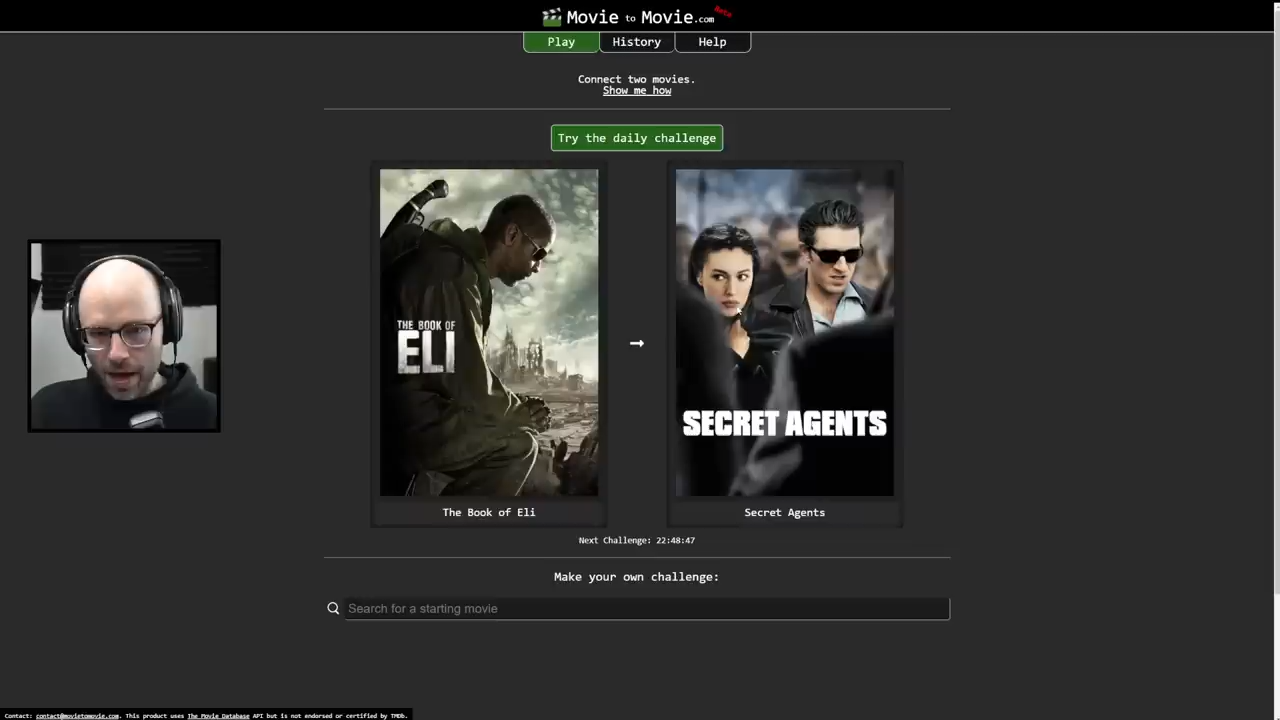 Movie to Movie.com Beta
Play
History
Help
Connect two movies.
Show me how
Try the daily challenge
THE BOOK OF
ELI
SECRET AGENTS
→
The Book of Eli
Secret Agents
Next Challenge: 22:48:47
Make your own challenge:
Search for a starting movie
Contact: contact@movietomovie.com. This product uses The Movie Database API but is not endorsed or certified by TMDb.